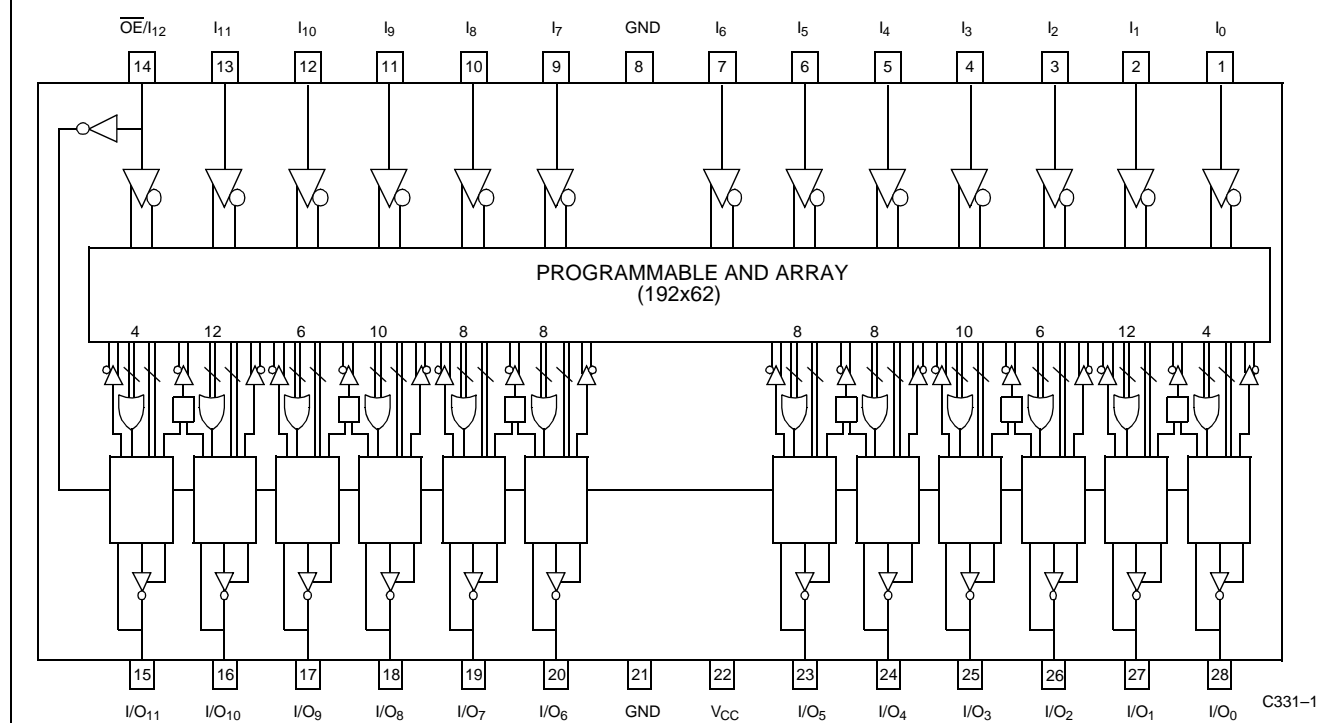 OE/I12 I11 I10 I9 I8 I7 GND I6 I5 I4 I3 I2 I1 I0
14 13 12 11 10 9 8 7 6 5 4 3 2 1
PROGRAMMABLE AND ARRAY
(192x62)
4 12 6 10 8 8 8 8 10 6 12 4
15 16 17 18 19 20 21 22 23 24 25 26 27 28
I/O11 I/O10 I/O9 I/O8 I/O7 I/O6 GND VCC I/O5 I/O4 I/O3 I/O2 I/O1 I/O0
C331–1